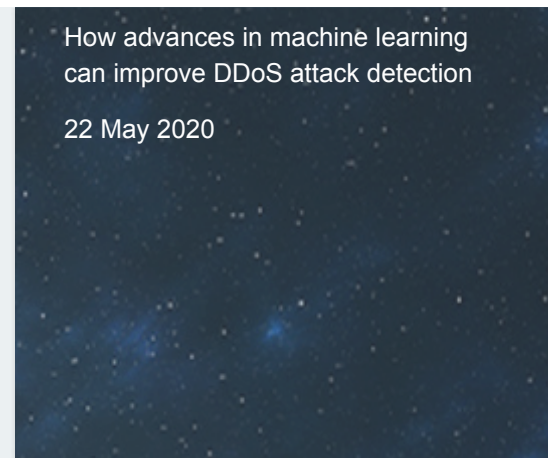 How advances in machine learning
can improve DDoS attack detection
22 May 2020